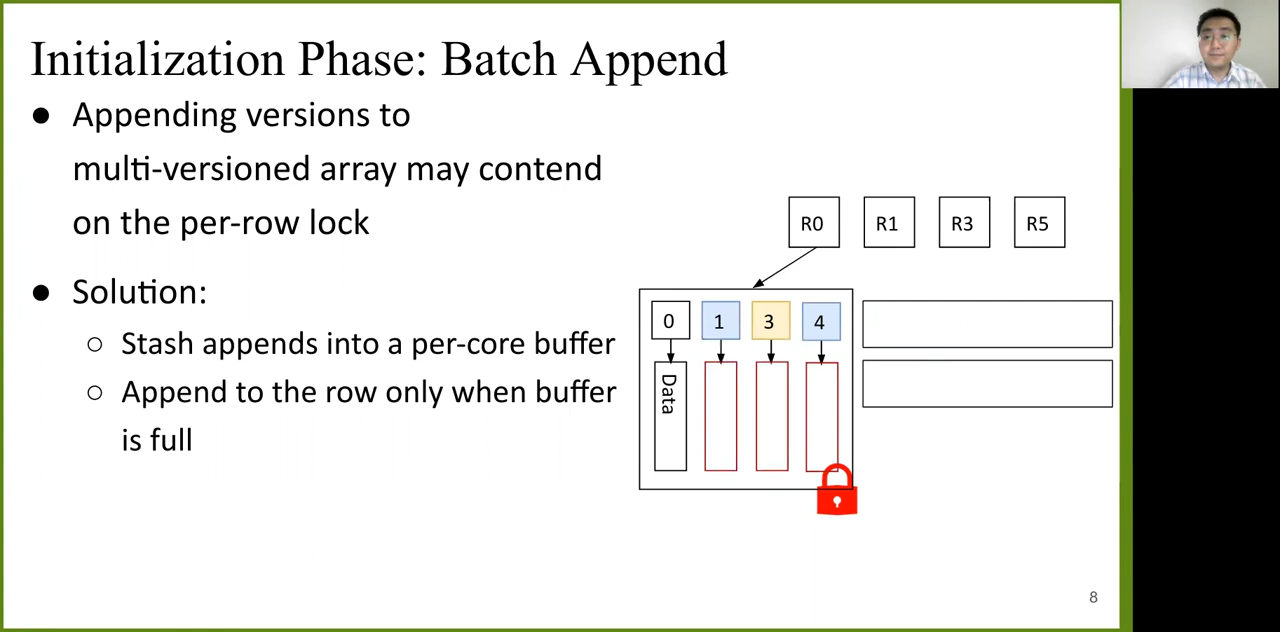 Initialization Phase: Batch Append
● Appending versions to
multi-versioned array may contend
on the per-row lock
● Solution:
○ Stash appends into a per-core buffer
○ Append to the row only when buffer
is full
R0 R1 R3 R5
0 1 3 4
Data
8